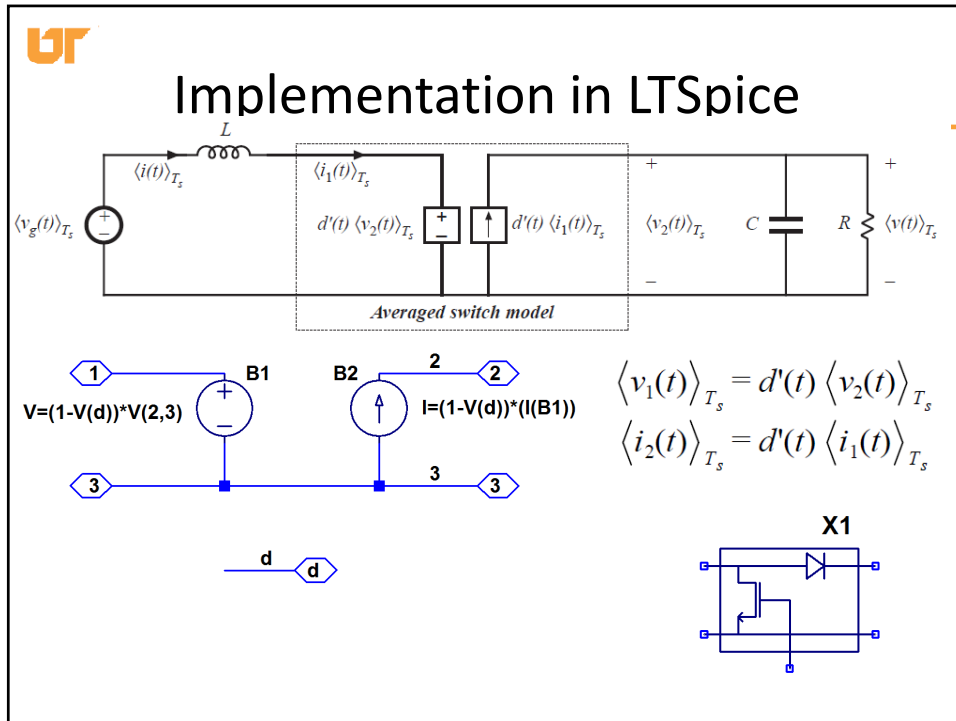 UT
Implementation in LTSpice
L
⟨i(t)⟩Ts
⟨i1(t)⟩Ts
+
+
⟨vg(t)⟩Ts
+
−
d'(t) ⟨v2(t)⟩Ts
+
−
d'(t) ⟨i1(t)⟩Ts
⟨v2(t)⟩Ts
C
R
⟨v(t)⟩Ts
−
−
Averaged switch model
1
B1
B2
2
2
V=(1-V(d))*V(2,3)
+
−
I=(1-V(d))*(I(B1))
3
3
3
d
d
⟨v1(t)⟩Ts = d'(t) ⟨v2(t)⟩Ts
⟨i2(t)⟩Ts = d'(t) ⟨i1(t)⟩Ts
X1